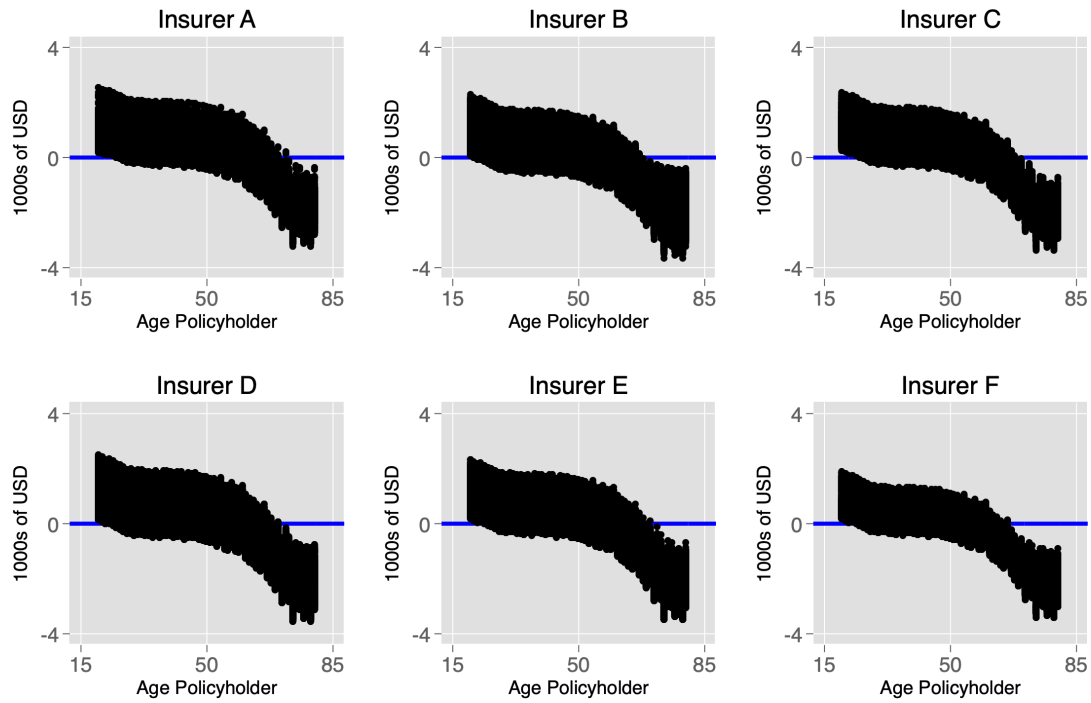 Insurer A
4
0
-4
1000s of USD
15 50 85
Age Policyholder
Insurer B
4
0
-4
1000s of USD
15 50 85
Age Policyholder
Insurer C
4
0
-4
1000s of USD
15 50 85
Age Policyholder
Insurer D
4
0
-4
1000s of USD
15 50 85
Age Policyholder
Insurer E
4
0
-4
1000s of USD
15 50 85
Age Policyholder
Insurer F
4
0
-4
1000s of USD
15 50 85
Age Policyholder